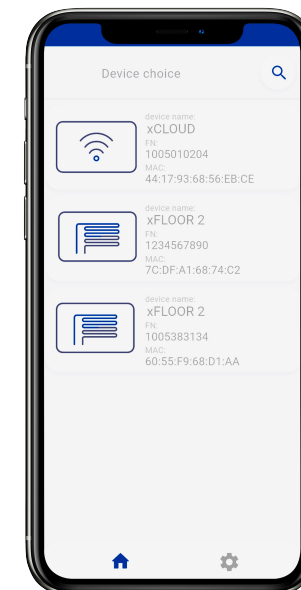 Device choice
device name:
xCLOUD
FN:
1005010204
MAC:
44:17:93:68:56:EB:CE
device name:
xFLOOR 2
FN:
1234567890
MAC:
7C:DF:A1:68:74:C2
device name:
xFLOOR 2
FN:
1005383134
MAC:
60:55:F9:68:D1:AA